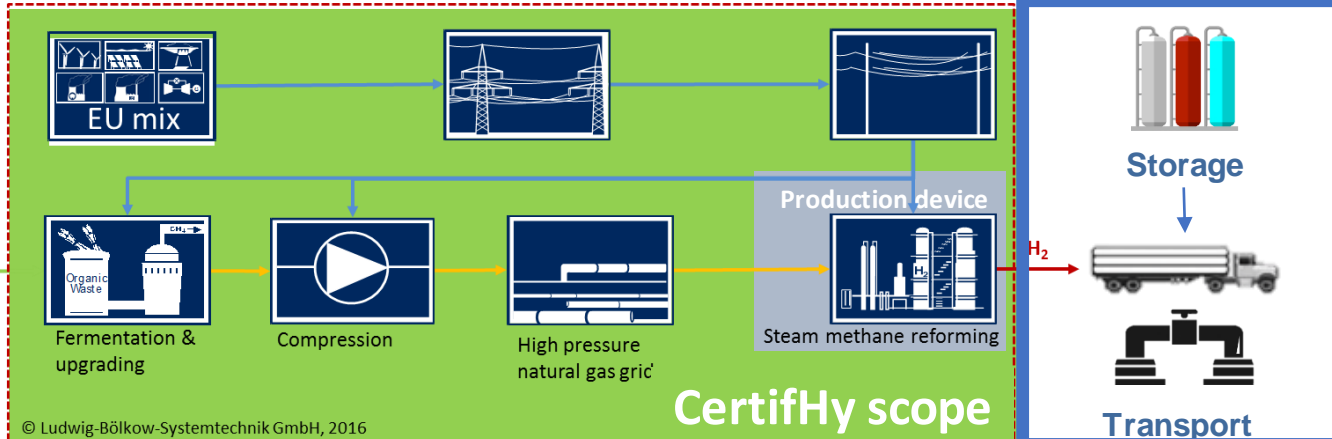 EU mix
Production device
CH₄
Organic
Waste
H₂
H₂
Fermentation &
upgrading
Compression
High pressure
natural gas gric'
Steam methane reforming
CertifHy scope
© Ludwig-Bölkow-Systemtechnik GmbH, 2016
Storage
Transport